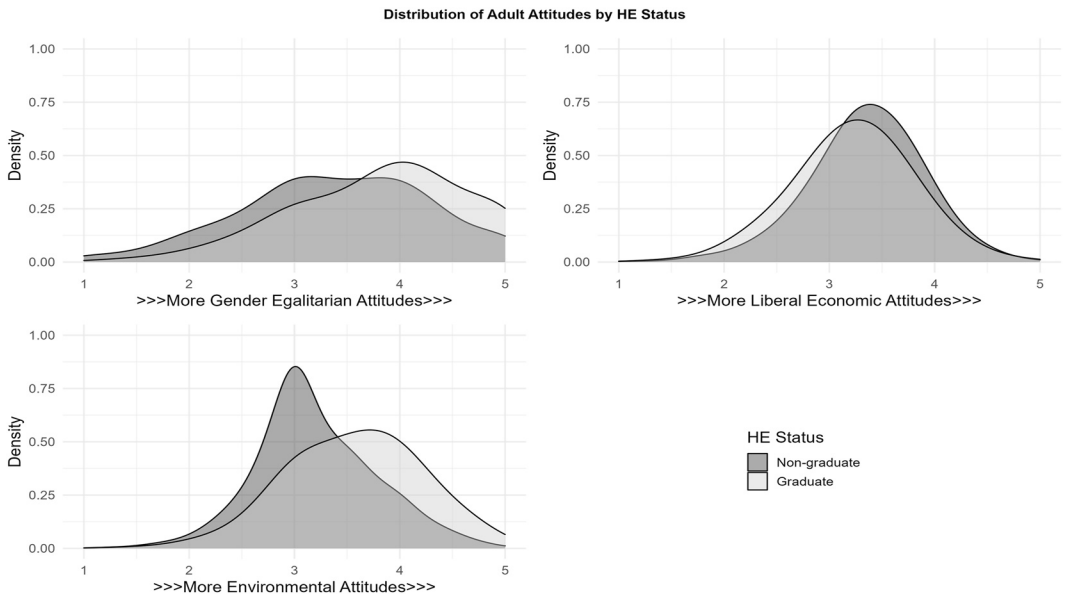 Distribution of Adult Attitudes by HE Status
1.00
0.75
0.50
0.25
0.00
Density
1 2 3 4 5
>>>More Gender Egalitarian Attitudes>>>
1.00
0.75
0.50
0.25
0.00
Density
1 2 3 4 5
>>>More Liberal Economic Attitudes>>>
1.00
0.75
0.50
0.25
0.00
Density
1 2 3 4 5
>>>More Environmental Attitudes>>>
HE Status
Non-graduate
Graduate